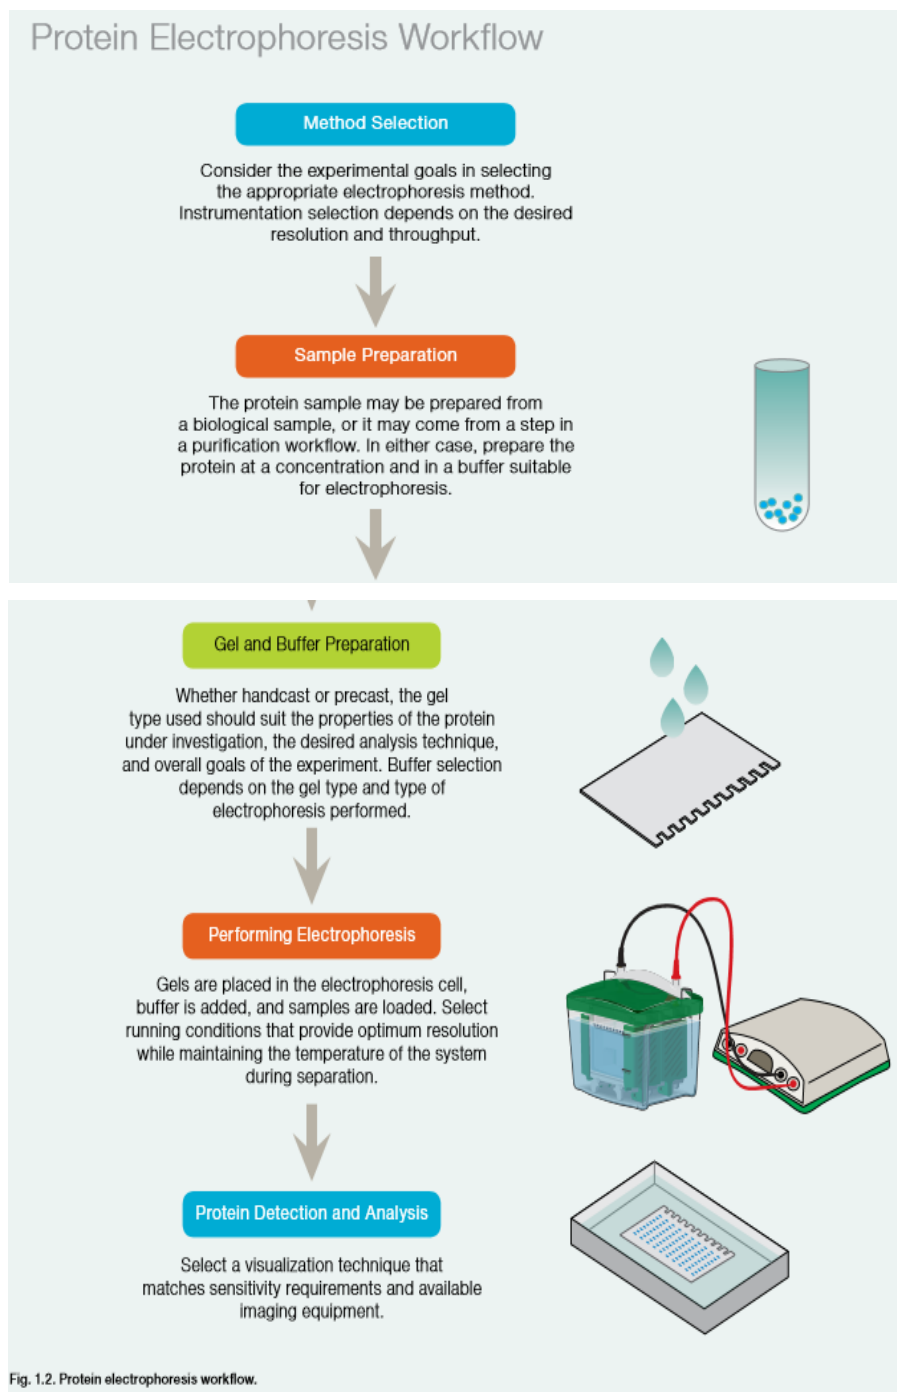 Protein Electrophoresis Workflow
Method Selection
Consider the experimental goals in selecting
the appropriate electrophoresis method.
Instrumentation selection depends on the desired
resolution and throughput.
Sample Preparation
The protein sample may be prepared from
a biological sample, or it may come from a step in
a purification workflow. In either case, prepare the
protein at a concentration and in a buffer suitable
for electrophoresis.
Gel and Buffer Preparation
Whether handcast or precast, the gel
type used should suit the properties of the protein
under investigation, the desired analysis technique,
and overall goals of the experiment. Buffer selection
depends on the gel type and type of
electrophoresis performed.
Performing Electrophoresis
Gels are placed in the electrophoresis cell,
buffer is added, and samples are loaded. Select
running conditions that provide optimum resolution
while maintaining the temperature of the system
during separation.
Protein Detection and Analysis
Select a visualization technique that
matches sensitivity requirements and available
imaging equipment.
Fig. 1.2. Protein electrophoresis workflow.